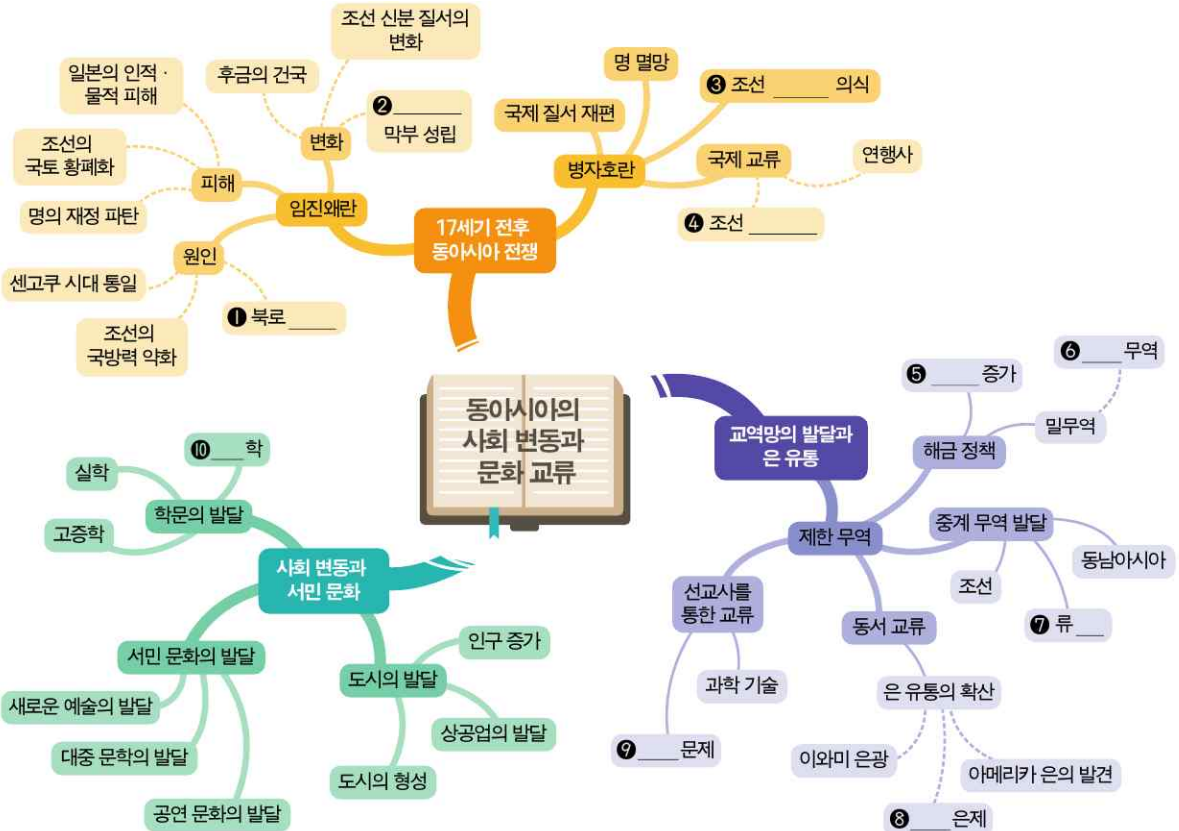 조선 신분 질서의
변화
후금의 건국
일본의 인적·
물적 피해
❷ ______
막부 성립
변화
조선의
국토 황폐화
피해
명의 재정 파탄
임진왜란
원인
센고쿠 시대 통일
❶ 북로 ____
조선의
국방력 약화
17세기 전후
동아시아 전쟁
명 멸망
국제 질서 재편
❸ 조선 _____ 의식
병자호란
국제 교류
연행사
❹ 조선 ______
동아시아의
사회 변동과
문화 교류
교역망의 발달과
은 유통
❺ ____ 증가
❻ ___ 무역
밀무역
해금 정책
제한 무역
중계 무역 발달
동남아시아
조선
❼ 류 __
선교사를
통한 교류
과학 기술
❾ ____ 문제
동서 교류
은 유통의 확산
이와미 은광
아메리카 은의 발견
❽ ___ 은제
❿ __ 학
실학
학문의 발달
고증학
사회 변동과
서민 문화
서민 문화의 발달
새로운 예술의 발달
대중 문학의 발달
공연 문화의 발달
인구 증가
도시의 발달
상공업의 발달
도시의 형성